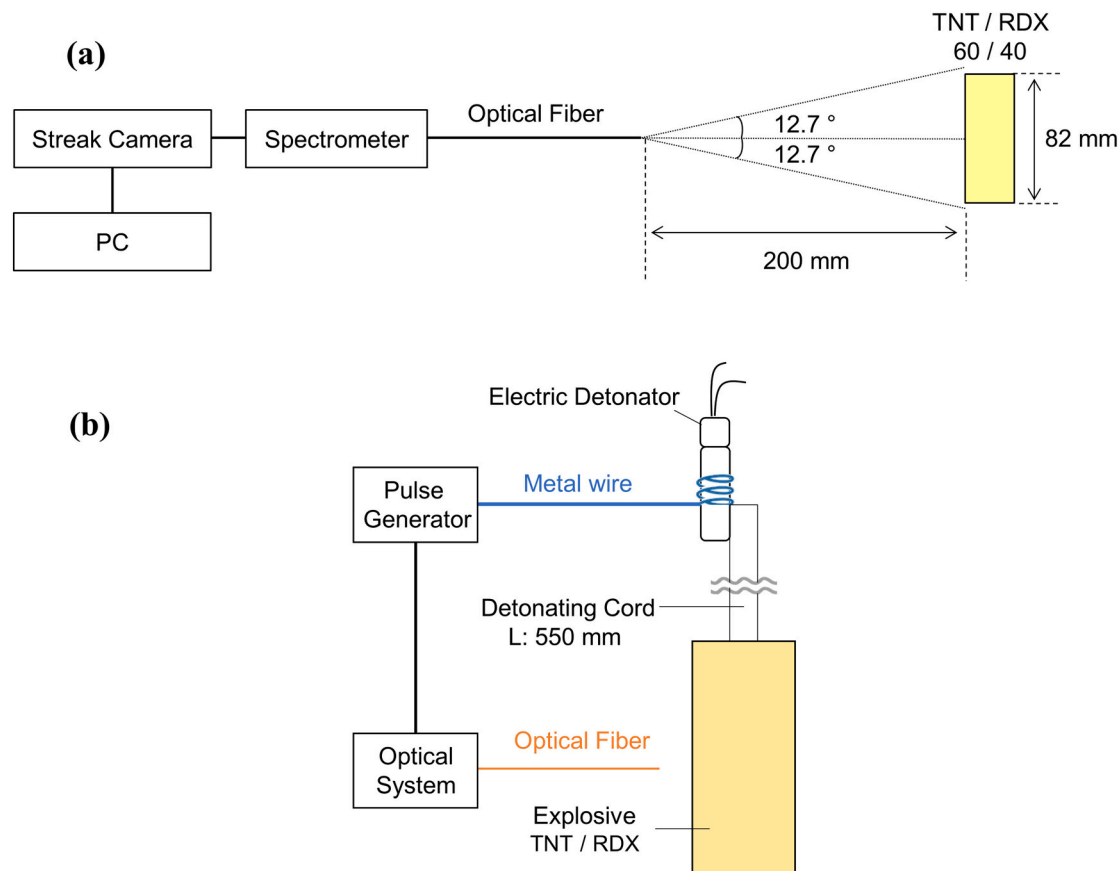 (a)
TNT / RDX
60 / 40
Optical Fiber
Streak Camera
Spectrometer
12.7 °
12.7 °
82 mm
PC
200 mm
(b)
Electric Detonator
Pulse
Generator
Metal wire
Detonating Cord
L: 550 mm
Optical
System
Optical Fiber
Explosive
TNT / RDX